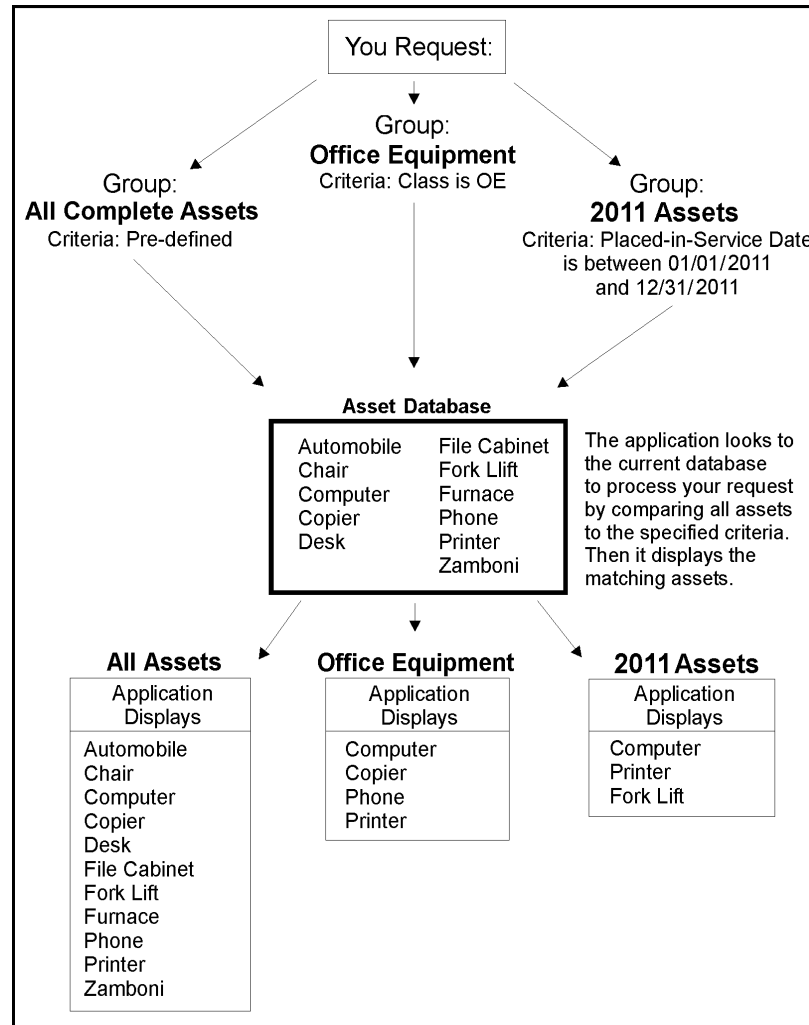 You Request:
Group:
Office Equipment
Criteria: Class is OE
Group:
All Complete Assets
Criteria: Pre-defined
Group:
2011 Assets
Criteria: Placed-in-Service Date
is between 01/01/2011
and 12/31/2011
Asset Database
Automobile
Chair
Computer
Copier
Desk
File Cabinet
Fork Llift
Furnace
Phone
Printer
Zamboni
The application looks to
the current database
to process your request
by comparing all assets
to the specified criteria.
Then it displays the
matching assets.
All Assets
Application
Displays
Automobile
Chair
Computer
Copier
Desk
File Cabinet
Fork Lift
Furnace
Phone
Printer
Zamboni
Office Equipment
Application
Displays
Computer
Copier
Phone
Printer
2011 Assets
Application
Displays
Computer
Printer
Fork Lift